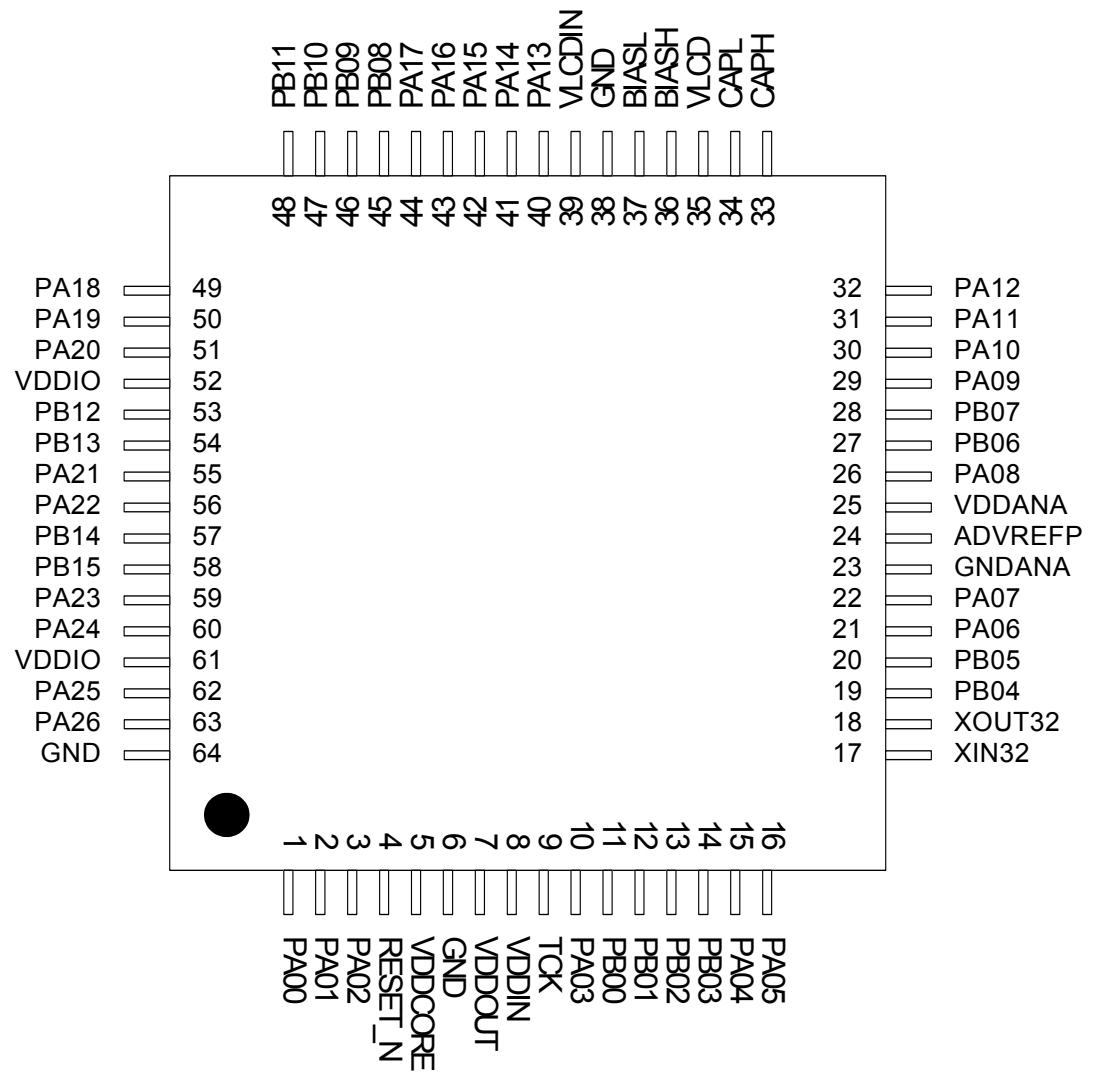 PB11 PB10 PB09 PB08 PA17 PA16 PA15 PA14 PA13 VLCDIN GND BIASL BIASH VLCD CAPL CAPH
48 47 46 45 44 43 42 41 40 39 38 37 36 35 34 33
PA18 49 32 PA12
PA19 50 31 PA11
PA20 51 30 PA10
VDDIO 52 29 PA09
PB12 53 28 PB07
PB13 54 27 PB06
PA21 55 26 PA08
PA22 56 25 VDDANA
PB14 57 24 ADVREFP
PB15 58 23 GNDANA
PA23 59 22 PA07
PA24 60 21 PA06
VDDIO 61 20 PB05
PA25 62 19 PB04
PA26 63 18 XOUT32
GND 64 17 XIN32
1 2 3 4 5 6 7 8 9 10 11 12 13 14 15 16
PA00 PA01 PA02 RESET_N VDDCORE GND VDDOUT VDDIN TCK PA03 PB00 PB01 PB02 PB03 PA04 PA05